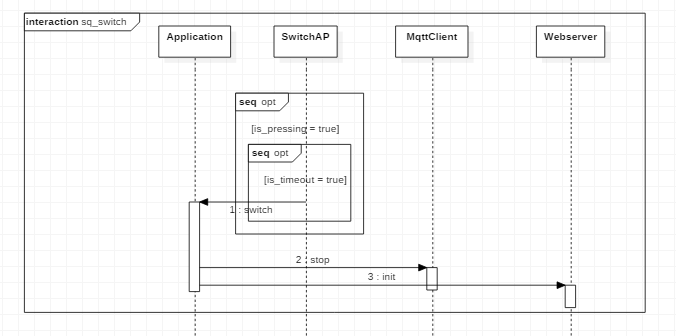 interaction sq_switch
Application
SwitchAP
MqttClient
Webserver
seq opt
[is_pressing = true]
seq opt
[is_timeout = true]
1 : switch
2 : stop
3 : init